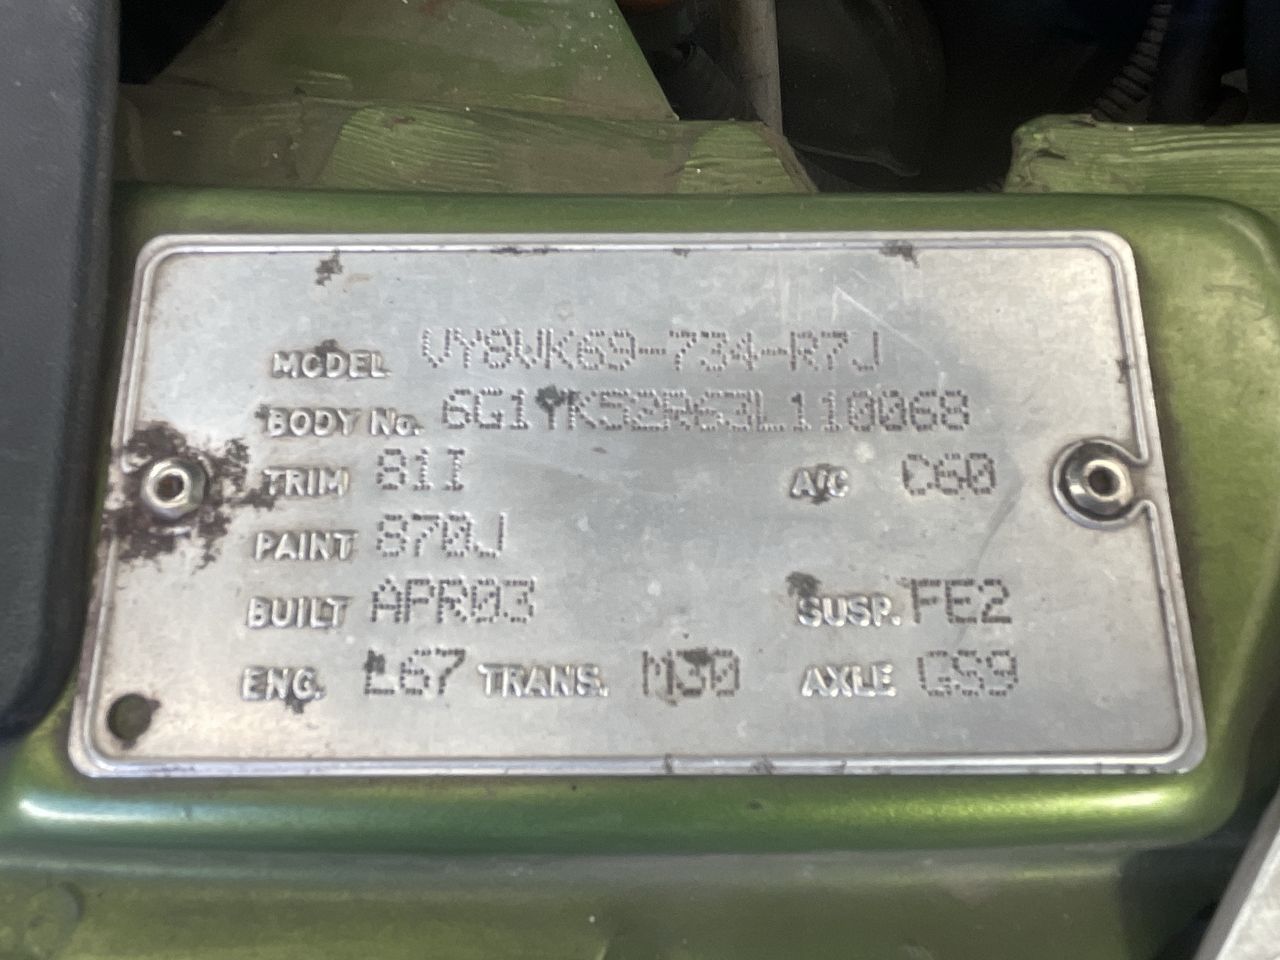 MODEL VY8VK69-734-R7J
BODY No. 6G1YK52R63L110068
TRIM 81I A/C C60
PAINT 870J
BUILT APR03 SUSP. FE2
ENG. L67 TRANS. M30 AXLE GS9